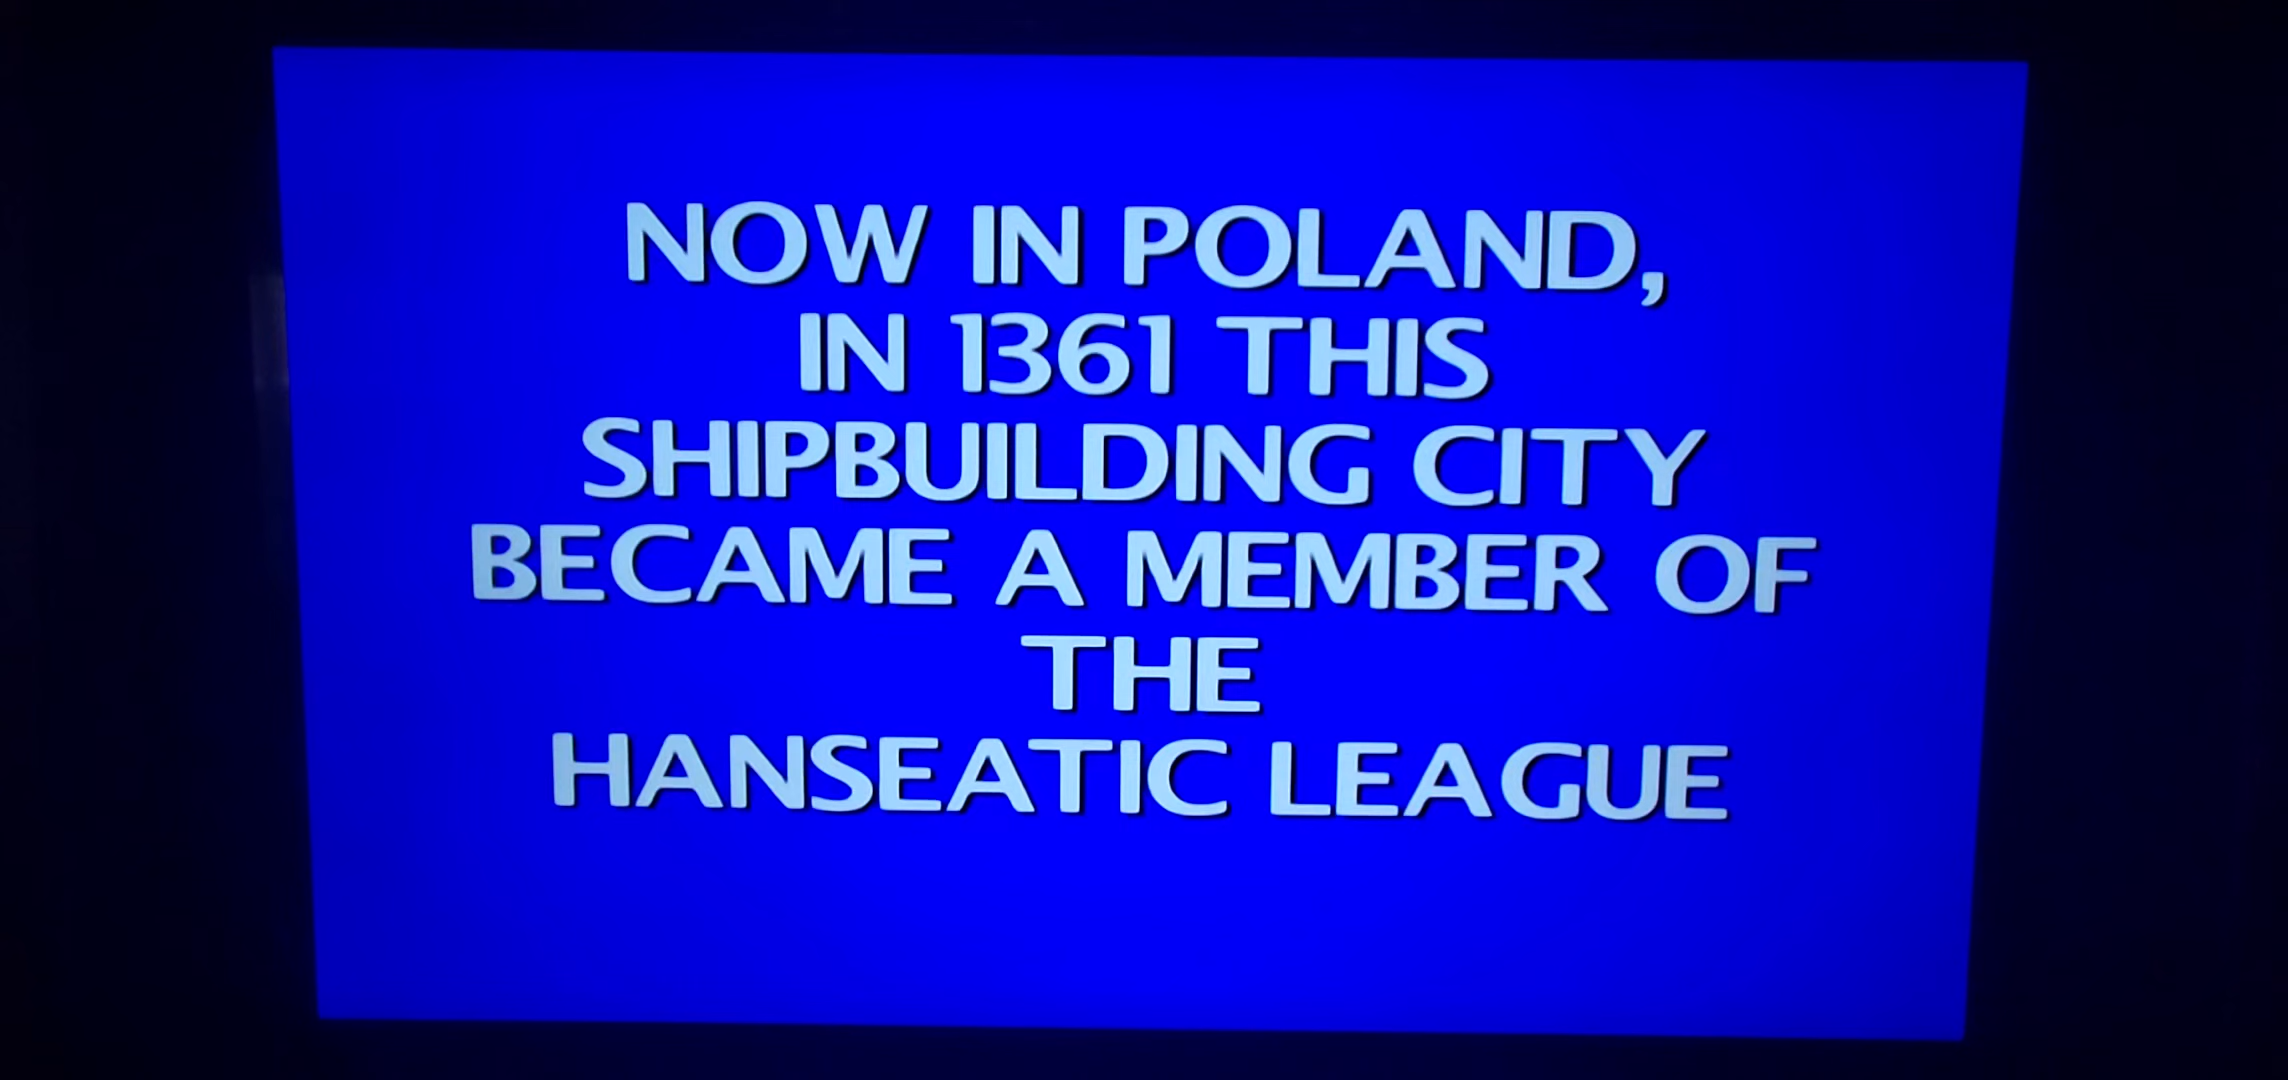 NOW IN POLAND,
IN 1361 THIS
SHIPBUILDING CITY
BECAME A MEMBER OF
THE
HANSEATIC LEAGUE